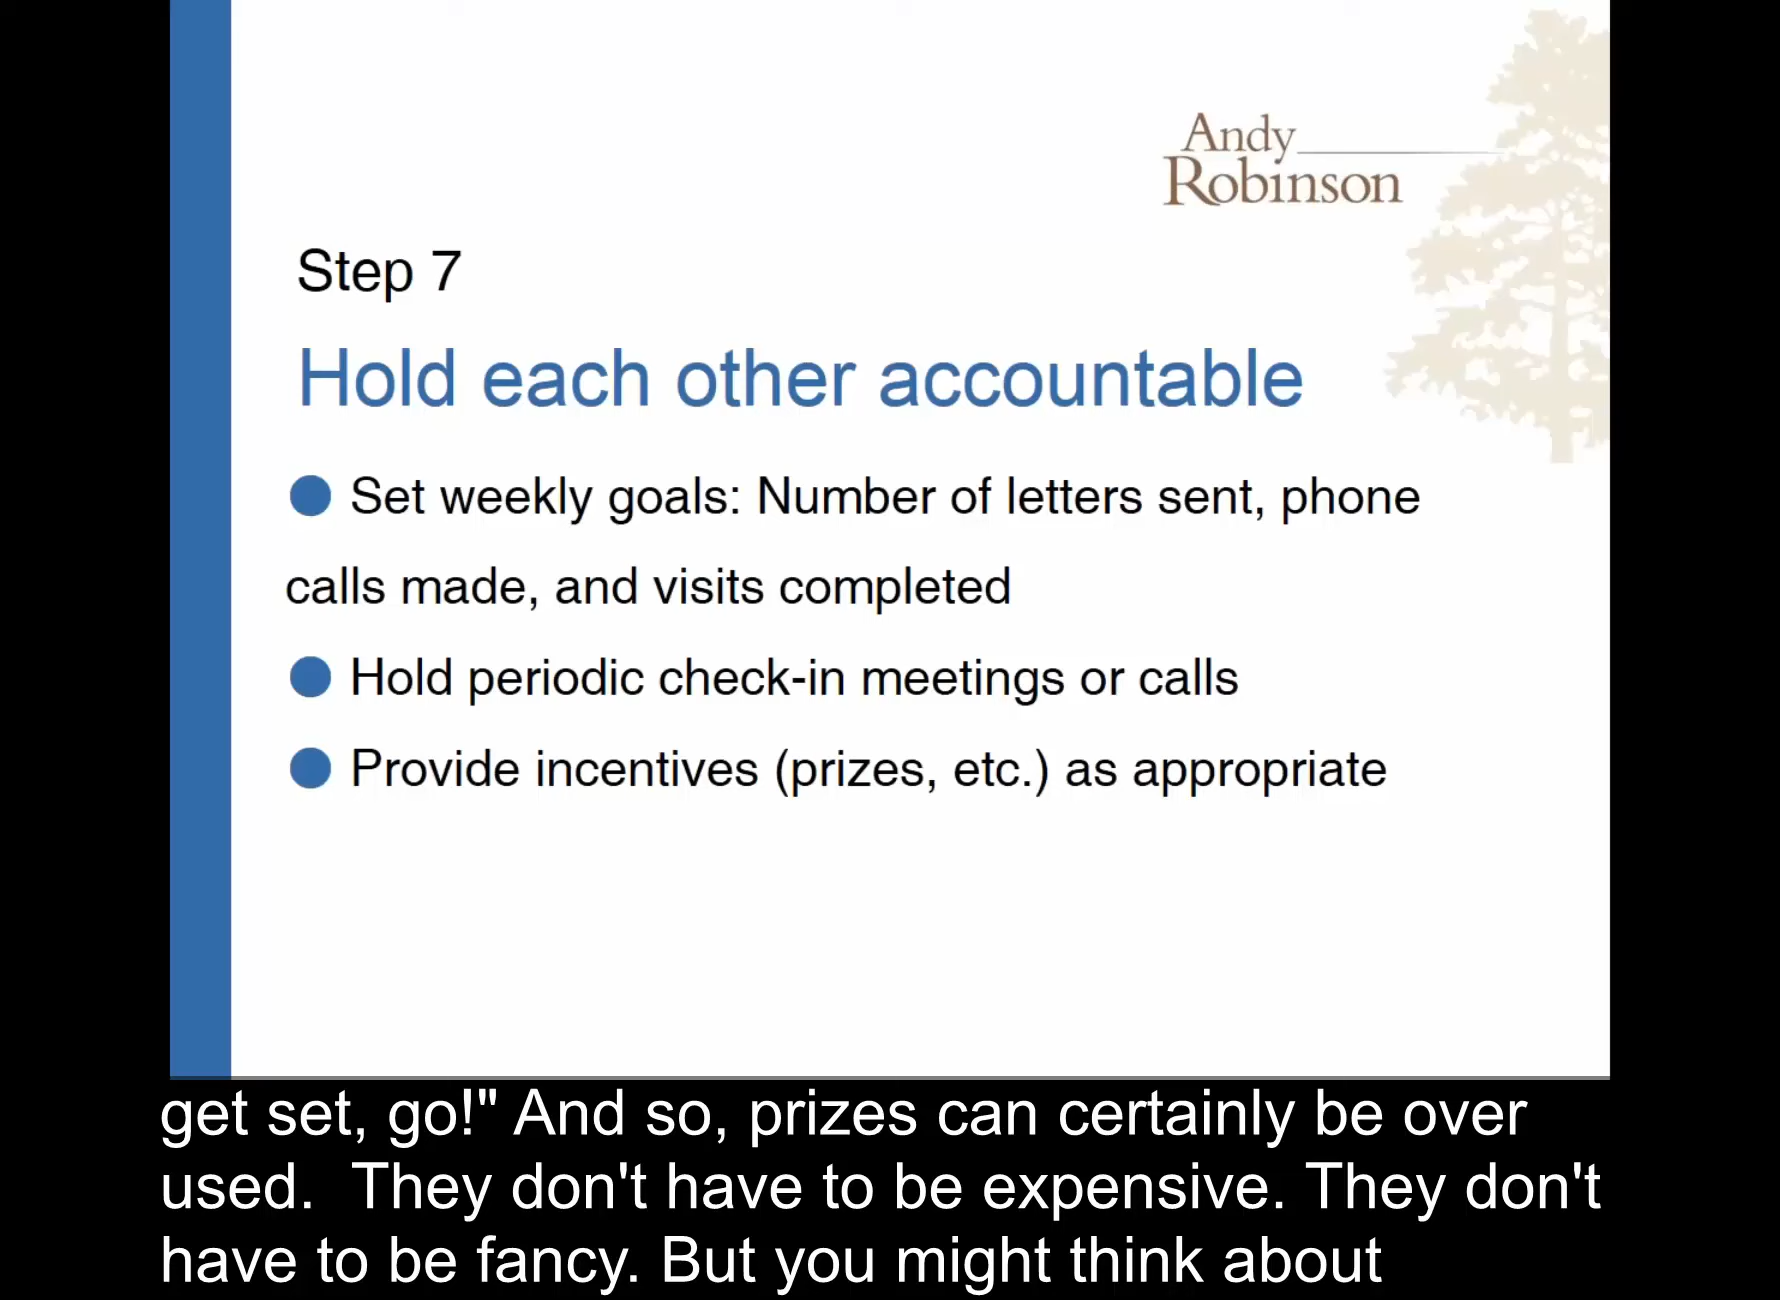 Andy
Robinson
Step 7
Hold each other accountable
● Set weekly goals: Number of letters sent, phone
calls made, and visits completed
● Hold periodic check-in meetings or calls
● Provide incentives (prizes, etc.) as appropriate
get set, go!" And so, prizes can certainly be over
used.  They don't have to be expensive. They don't
have to be fancy. But you might think about